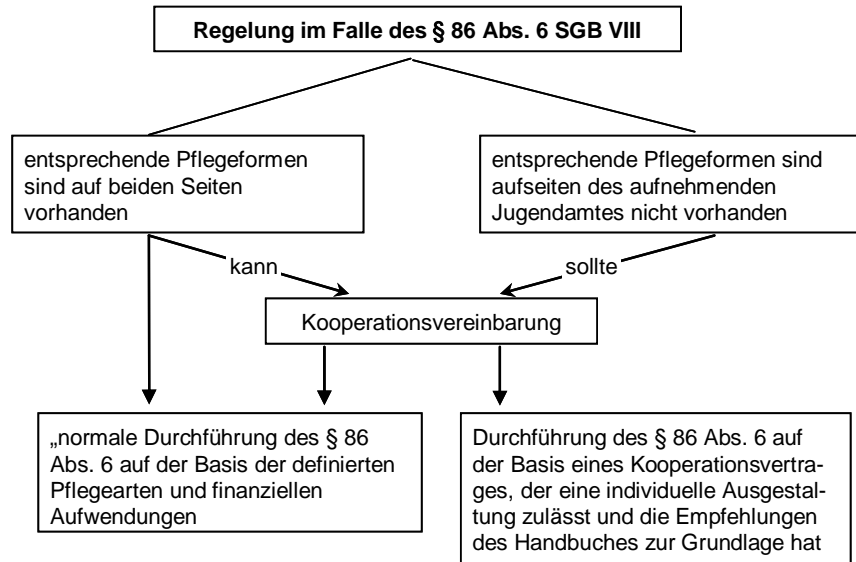 Regelung im Falle des § 86 Abs. 6 SGB VIII
entsprechende Pflegeformen
sind auf beiden Seiten
vorhanden
entsprechende Pflegeformen sind
aufseiten des aufnehmenden
Jugendamtes nicht vorhanden
kann
sollte
Kooperationsvereinbarung
„normale Durchführung des § 86
Abs. 6 auf der Basis der definierten
Pflegearten und finanziellen
Aufwendungen
Durchführung des § 86 Abs. 6 auf
der Basis eines Kooperationsvertra-
ges, der eine individuelle Ausgestal-
tung zulässt und die Empfehlungen
des Handbuches zur Grundlage hat